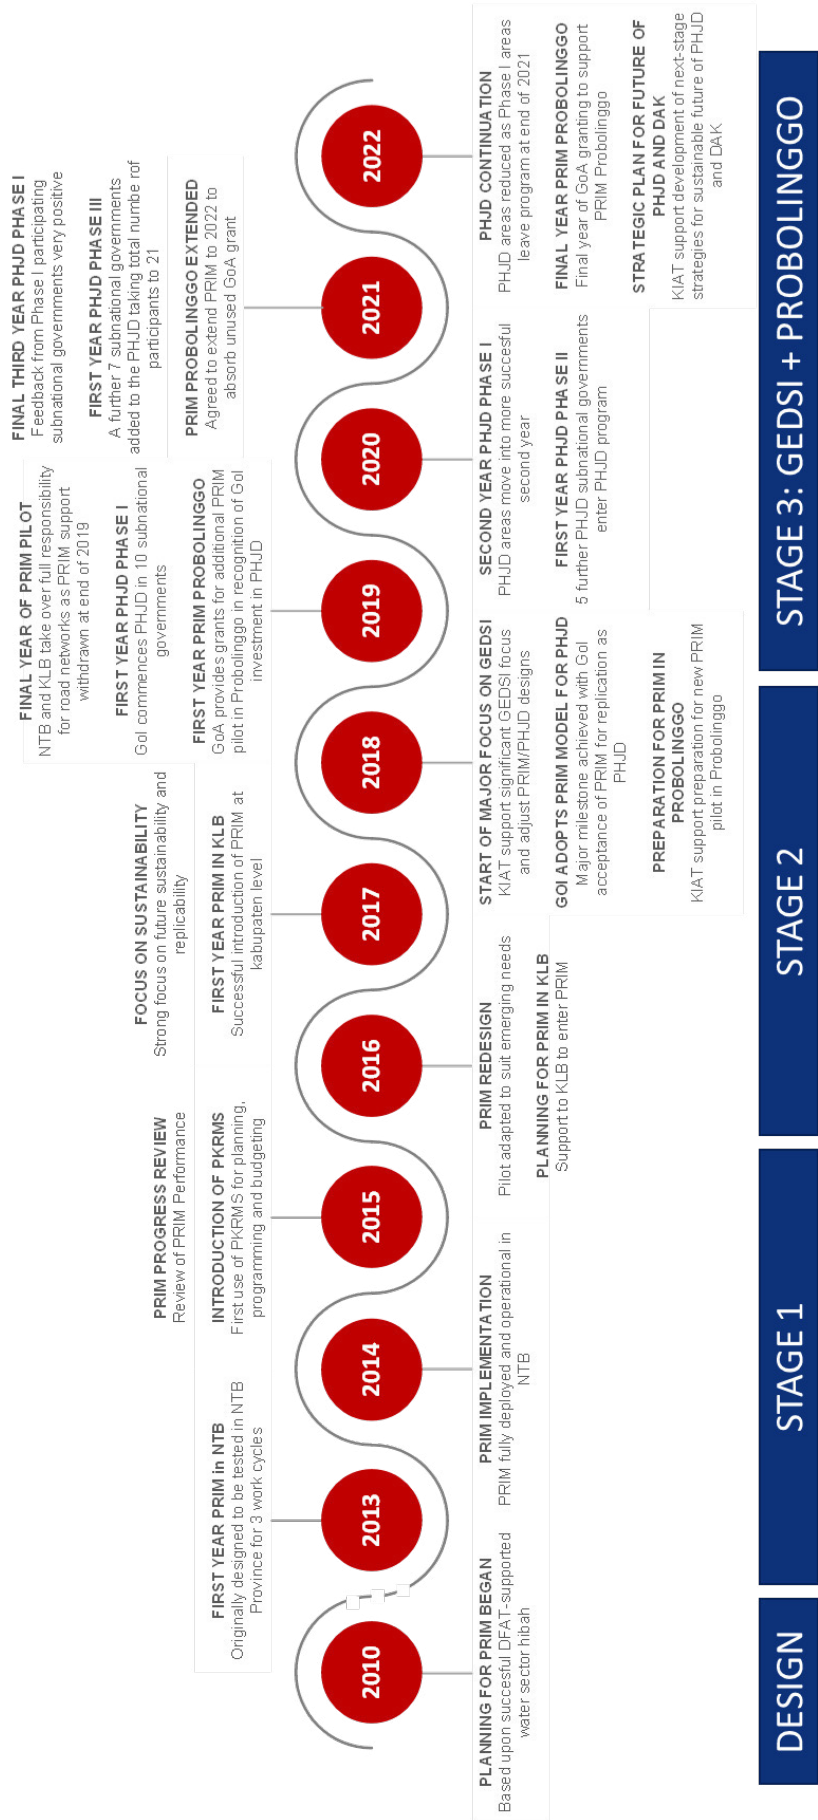 PLANNING FOR PRIM BEGAN
Based upon succesful DFAT-supported
water sector hibah
2010
FIRST YEAR PRIM in NTB
Originally designed to be tested in NTB
Province for 3 work cycles
2013
PRIM IMPLEMENTATION
PRIM fully deployed and operational in
NTB
2014
PRIM PROGRESS REVIEW
Review of PRIM Performance
INTRODUCTION OF PKRMS
First use of PKRMS for planning,
programming and budgeting
2015
PRIM REDESIGN
Pilot adapted to suit emerging needs
PLANNING FOR PRIM IN KLB
Support to KLB to enter PRIM
2016
FOCUS ON SUSTAINABILITY
Strong focus on future sustainability and
replicability
FIRST YEAR PRIM IN KLB
Successful introduction of PRIM at
kabupaten level
2017
START OF MAJOR FOCUS ON GEDSI
KIAT support significant GEDSI focus
and adjust PRIM/PHJD designs
GOI ADOPTS PRIM MODEL FOR PHJD
Major milestone achieved with GoI
acceptance of PRIM for replication as
PHJD
PREPARATION FOR PRIM IN
PROBOLINGGO
KIAT support preparation for new PRIM
pilot in Probolinggo
2018
FINAL YEAR OF PRIM PILOT
NTB and KLB take over full responsibility
for road networks as PRIM support
withdrawn at end of 2019
FIRST YEAR PHJD PHASE I
GoI commences PHJD in 10 subnational
governments
FIRST YEAR PRIM PROBOLINGGO
GoA provides grants for additional PRIM
pilot in Probolinggo in recognition of GoI
investment in PHJD
2019
SECOND YEAR PHJD PHASE I
PHJD areas move into more succesful
second year
FIRST YEAR PHJD PHASE II
5 further PHJD subnational governments
enter PHJD program
2020
FINAL THIRD YEAR PHJD PHASE I
Feedback from Phase I participating
subnational governments very positive
FIRST YEAR PHJD PHASE III
A further 7 subnational governments
added to the PHJD taking total numbe rof
participants to 21
PRIM PROBOLINGGO EXTENDED
Agreed to extend PRIM to 2022 to
absorb unused GoA grant
2021
PHJD CONTINUATION
PHJD areas reduced as Phase I areas
leave program at end of 2021
FINAL YEAR PRIM PROBOLINGGO
Final year of GoA granting to support
PRIM Probolinggo
STRATEGIC PLAN FOR FUTURE OF
PHJD AND DAK
KIAT support development of next-stage
strategies for sustainable future of PHJD
and DAK
2022
DESIGN
STAGE 1
STAGE 2
STAGE 3: GEDSI + PROBOLINGGO